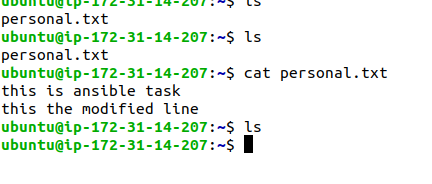 ubuntu@ip-172-31-14-207:~$ ls
personal.txt
ubuntu@ip-172-31-14-207:~$ ls
personal.txt
ubuntu@ip-172-31-14-207:~$ cat personal.txt
this is ansible task
this the modified line
ubuntu@ip-172-31-14-207:~$ ls
ubuntu@ip-172-31-14-207:~$